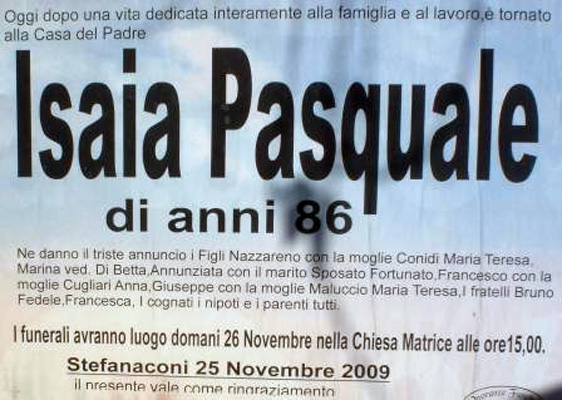 Oggi dopo una vita dedicata interamente alla famiglia e al lavoro,è tornato
alla Casa del Padre
Isaia Pasquale
di anni 86
Ne danno il triste annuncio i Figli Nazzareno con la moglie Conidi Maria Teresa,
Marina ved. Di Betta,Annunziata con il marito Sposato Fortunato,Francesco con la
moglie Cugliari Anna,Giuseppe con la moglie Maluccio Maria Teresa,I fratelli Bruno
Fedele,Francesca, I cognati i nipoti e i parenti tutti.
I funerali avranno luogo domani 26 Novembre nella Chiesa Matrice alle ore15,00.
Stefanaconi 25 Novembre 2009
il presente vale come ringraziamento